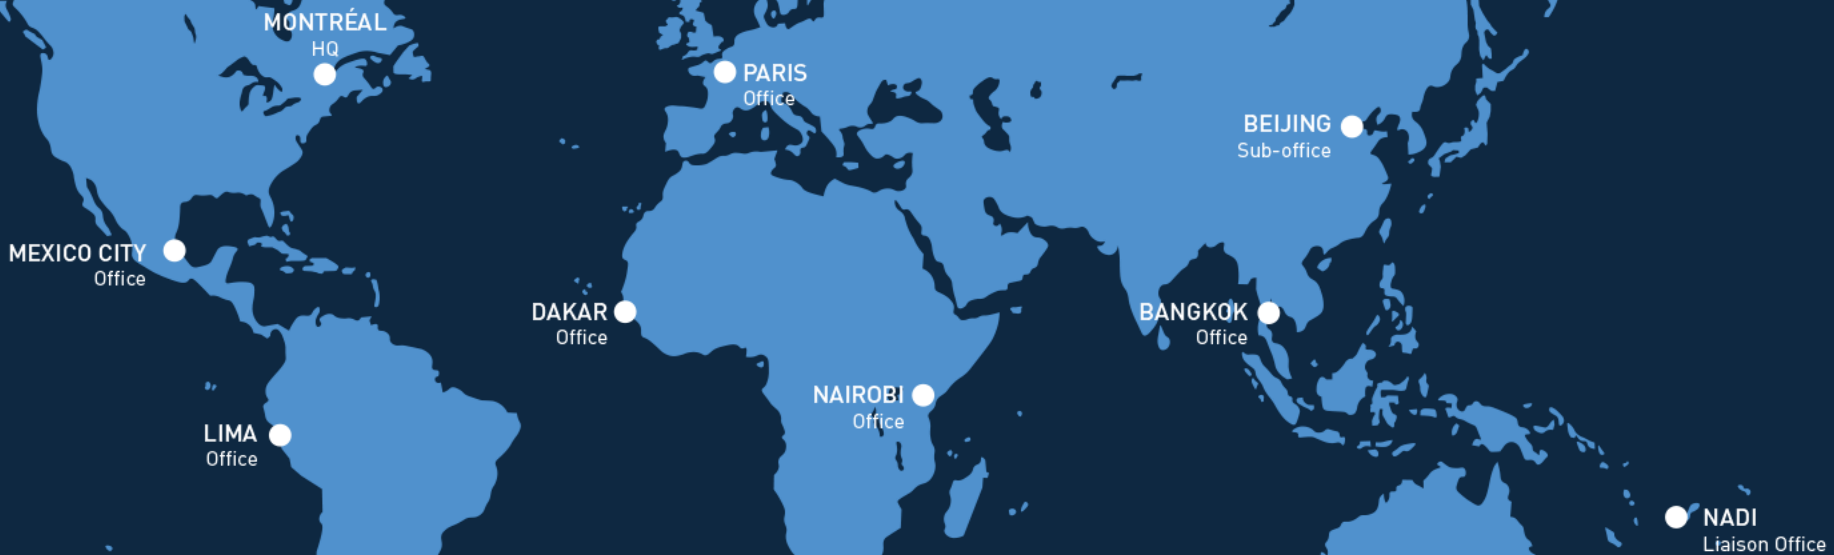 MONTRÉAL
HQ
PARIS
Office
BEIJING
Sub-office
MEXICO CITY
Office
DAKAR
Office
BANGKOK
Office
NAIROBI
Office
LIMA
Office
NADI
Liaison Office